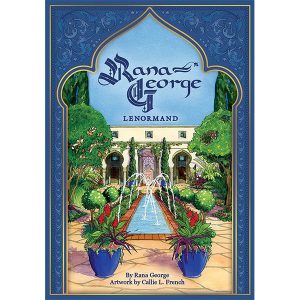 Rana
George
G
LENORMAND
By Rana George
Artwork by Callie L. French